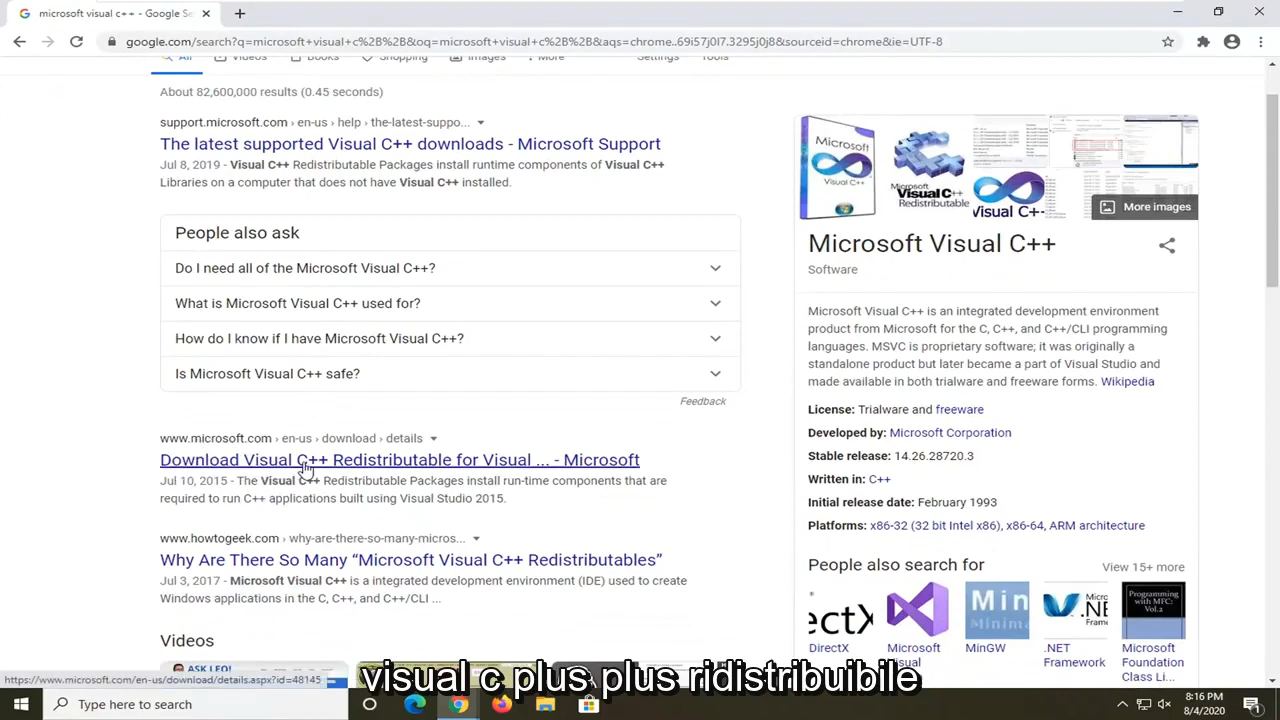 microsoft visual c++ - Google Se
google.com/search?q=microsoft+visual+c%2B%2B&oq=microsoft+visual+c%2B%2B&aqs=chrome..69i57j0l7.3295j0j8&sourceid=chrome&ie=UTF-8
All Videos Books Shopping Images More Settings Tools
About 82,600,000 results (0.45 seconds)
support.microsoft.com › en-us › help › the-latest-suppo...
The latest supported Visual C++ downloads - Microsoft Support
Jul 8, 2019 - Visual C++ Redistributable Packages install runtime components of Visual C++
Libraries on a computer that does not have Visual C++ installed.
People also ask
Do I need all of the Microsoft Visual C++?
What is Microsoft Visual C++ used for?
How do I know if I have Microsoft Visual C++?
Is Microsoft Visual C++ safe?
Feedback
www.microsoft.com › en-us › download › details
Download Visual C++ Redistributable for Visual ... - Microsoft
Jul 10, 2015 - The Visual C++ Redistributable Packages install run-time components that are
required to run C++ applications built using Visual Studio 2015.
www.howtogeek.com › why-are-there-so-many-micros...
Why Are There So Many “Microsoft Visual C++ Redistributables”
Jul 3, 2017 - Microsoft Visual C++ is a integrated development environment (IDE) used to create
Windows applications in the C, C++, and C++/CLI ...
Videos
ASK LEO!
Microsoft
Visual C++
Microsoft
Visual C++
Redistributable
Visual C++
More images
Microsoft Visual C++
Software
Microsoft Visual C++ is an integrated development environment
product from Microsoft for the C, C++, and C++/CLI programming
languages. MSVC is proprietary software; it was originally a
standalone product but later became a part of Visual Studio and
made available in both trialware and freeware forms. Wikipedia
License: Trialware and freeware
Developed by: Microsoft Corporation
Stable release: 14.26.28720.3
Written in: C++
Initial release date: February 1993
Platforms: x86-32 (32 bit Intel x86), x86-64, ARM architecture
People also search for
View 15+ more
DirectX
Microsoft
Visual
MinGW
.NET
Framework
Microsoft
Foundation
Class Li...
https://www.microsoft.com/en-us/download/details.aspx?id=48145
visual c plus plus ridistribuibile
Type here to search
8:16 PM
8/4/2020